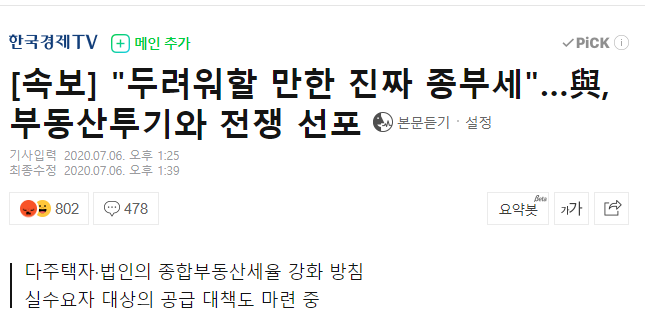 한국경제TV 메인 추가 PiCK
[속보] "두려워할 만한 진짜 종부세"...與,
부동산투기와 전쟁 선포 본문듣기 · 설정
기사입력 2020.07.06. 오후 1:25
최종수정 2020.07.06. 오후 1:39
802 478 요약봇 Beta 가가
다주택자·법인의 종합부동산세율 강화 방침
실수요자 대상의 공급 대책도 마련 중